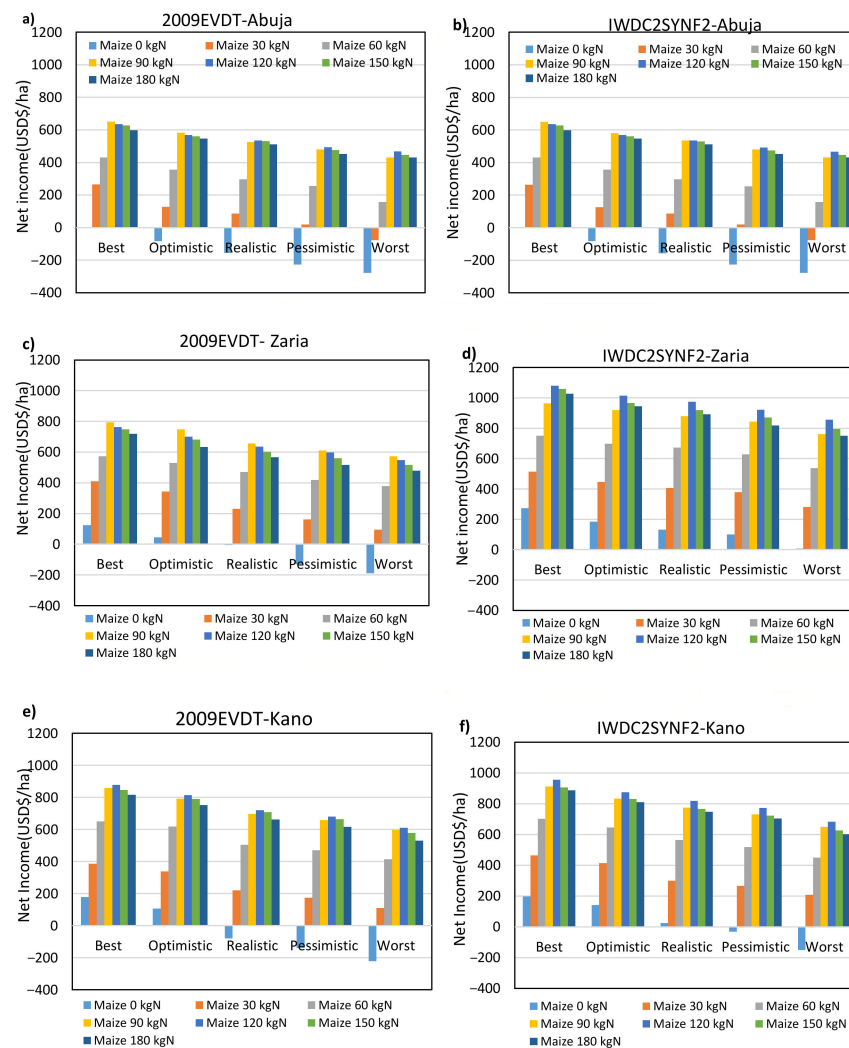 a)
2009EVDT-Abuja
1200
1000
800
600
400
200
0
−200
−400
Net income(USD$/ha)
Maize 0 kgN Maize 30 kgN Maize 60 kgN
Maize 90 kgN Maize 120 kgN Maize 150 kgN
Maize 180 kgN
Best Optimistic Realistic Pessimistic Worst
b)
IWDC2SYNF2-Abuja
1200
1000
800
600
400
200
0
−200
−400
Net income(USD$/ha)
Maize 0 kgN Maize 30 kgN Maize 60 kgN
Maize 90 kgN Maize 120 kgN Maize 150 kgN
Maize 180 kgN
Best Optimistic Realistic Pessimistic Worst
c)
2009EVDT- Zaria
1200
1000
800
600
400
200
0
−200
−400
Net Income(USD$/ha)
Best Optimistic Realistic Pessimistic Worst
Maize 0 kgN Maize 30 kgN Maize 60 kgN
Maize 90 kgN Maize 120 kgN Maize 150 kgN
Maize 180 kgN
d)
IWDC2SYNF2-Zaria
1200
1000
800
600
400
200
0
−200
−400
Net Income(USD$/ha)
Best Optimistic Realistic Pessimistic Worst
Maize 0 kgN Maize 30 kgN Maize 60 kgN
Maize 90 kgN Maize 120 kgN Maize 150 kgN
Maize 180 kgN
e)
2009EVDT-Kano
1200
1000
800
600
400
200
0
−200
−400
Net Income(USD$/ha)
Best Optimistic Realistic Pessimistic Worst
Maize 0 kgN Maize 30 kgN Maize 60 kgN
Maize 90 kgN Maize 120 kgN Maize 150 kgN
Maize 180 kgN
f)
IWDC2SYNF2-Kano
1200
1000
800
600
400
200
0
−200
−400
Net Income(USD$/ha)
Best Optimistic Realistic Pessimistic Worst
Maize 0 kgN Maize 30 kgN Maize 60 kgN
Maize 90 kgN Maize 120 kgN Maize 150 kgN
Maize 180 kgN